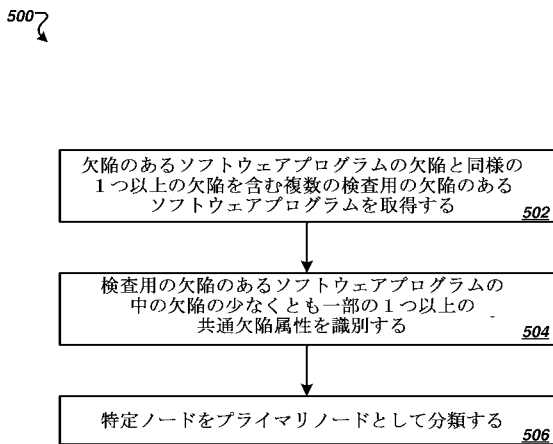 500
欠陥のあるソフトウェアプログラムの欠陥と同様の
1つ以上の欠陥を含む複数の検査用の欠陥のある
ソフトウェアプログラムを取得する
502
検査用の欠陥のあるソフトウェアプログラムの
中の欠陥の少なくとも一部の1つ以上の
共通欠陥属性を識別する
504
特定ノードをプライマリノードとして分類する
506